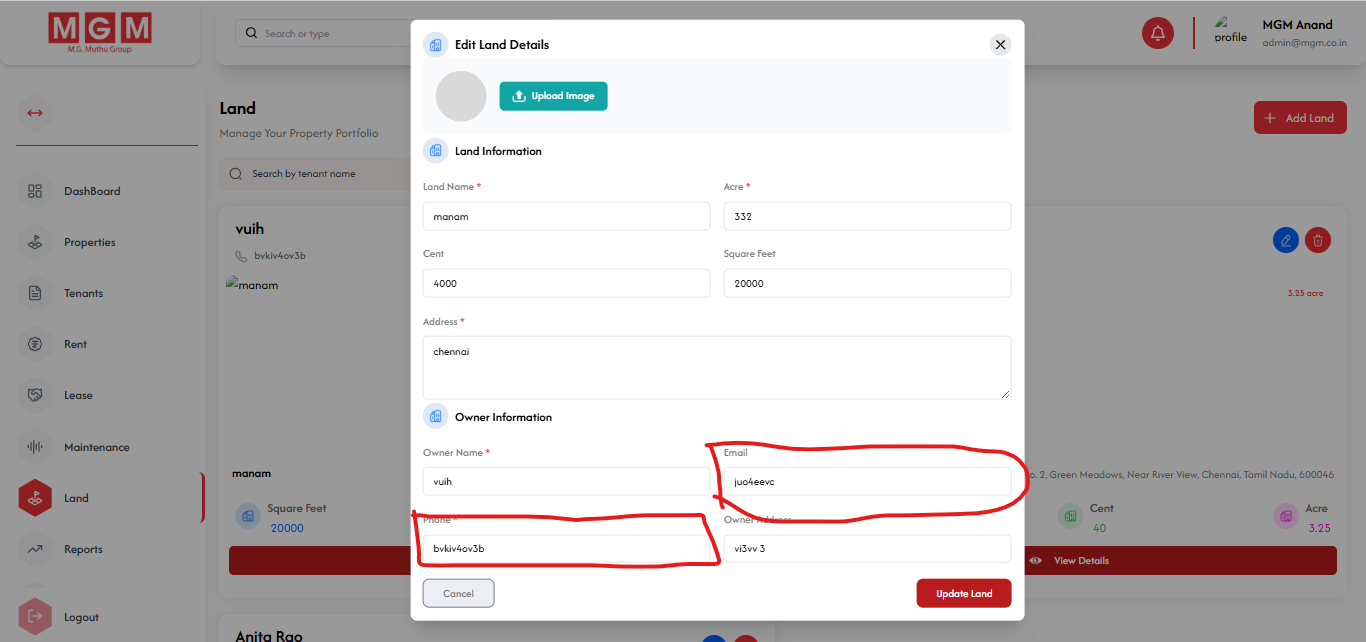 MGM
M.G. Muthu Group
Search or type
profile
MGM Anand
admin@mgm.co.in
Land
Manage Your Property Portfolio
Add Land
Search by tenant name
DashBoard
Properties
Tenants
Rent
Lease
Maintenance
Land
Reports
Logout
vuih
bvkiv4ov3b
manam
3.25 acre
manam
o. 2, Green Meadows, Near River View, Chennai, Tamil Nadu, 600046
Square Feet
20000
Cent
40
Acre
3.25
View Details
Anita Rao
Edit Land Details
Upload Image
Land Information
Land Name *
Acre *
manam
332
Cent
Square Feet
4000
20000
Address *
chennai
Owner Information
Owner Name *
Email
vuih
juo4eevc
Phone *
Owner Address
bvkiv4ov3b
vi3vv 3
Cancel
Update Land